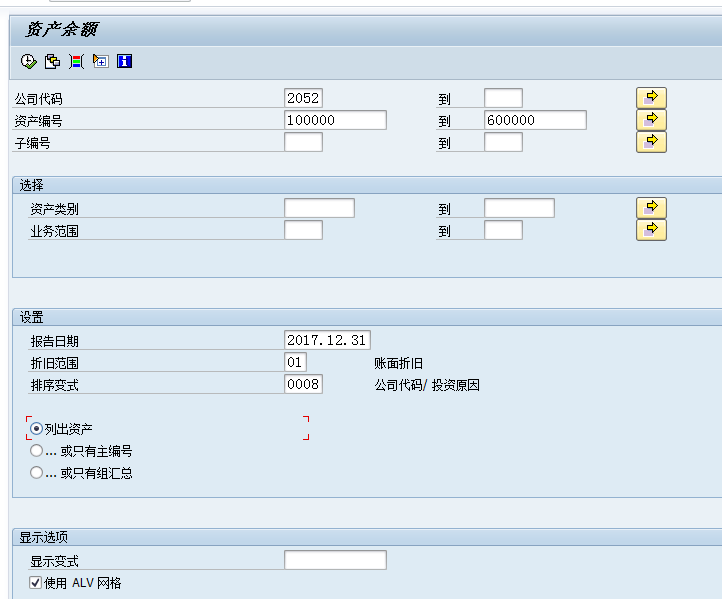 资产余额
公司代码 2052 到
资产编号 100000 到 600000
子编号 到
选择
资产类别 到
业务范围 到
设置
报告日期 2017.12.31
折旧范围 01 账面折旧
排序变式 0008 公司代码/ 投资原因
列出资产
... 或只有主编号
... 或只有组汇总
显示选项
显示变式
使用 ALV 网格